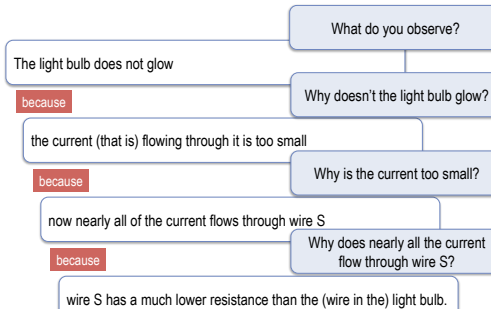 What do you observe?
The light bulb does not glow
because
Why doesn't the light bulb glow?
the current (that is) flowing through it is too small
because
Why is the current too small?
now nearly all of the current flows through wire S
because
Why does nearly all the current
flow through wire S?
wire S has a much lower resistance than the (wire in the) light bulb.